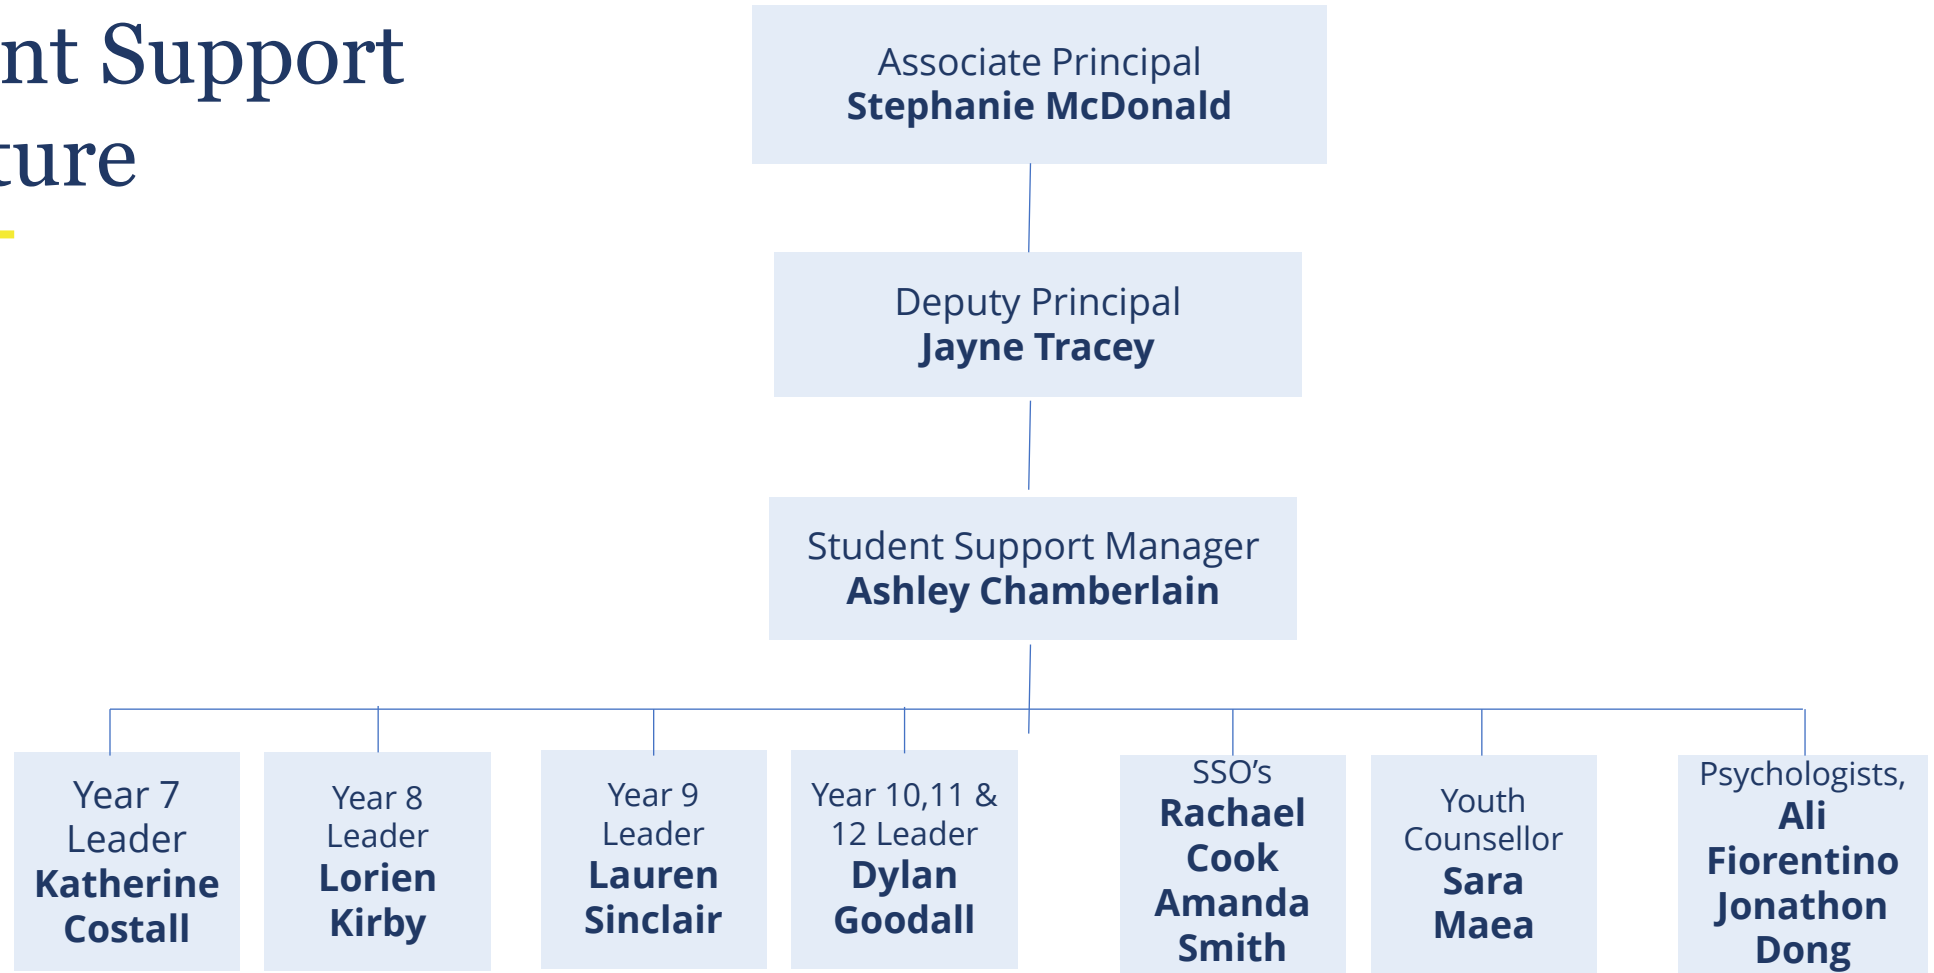 nt Support
ture
Associate Principal
Stephanie McDonald
Deputy Principal
Jayne Tracey
Student Support Manager
Ashley Chamberlain
Year 7
Leader
Katherine
Costall
Year 8
Leader
Lorien
Kirby
Year 9
Leader
Lauren
Sinclair
Year 10,11 &
12 Leader
Dylan
Goodall
SSO’s
Rachael
Cook
Amanda
Smith
Youth
Counsellor
Sara
Maea
Psychologists,
Ali
Fiorentino
Jonathon
Dong